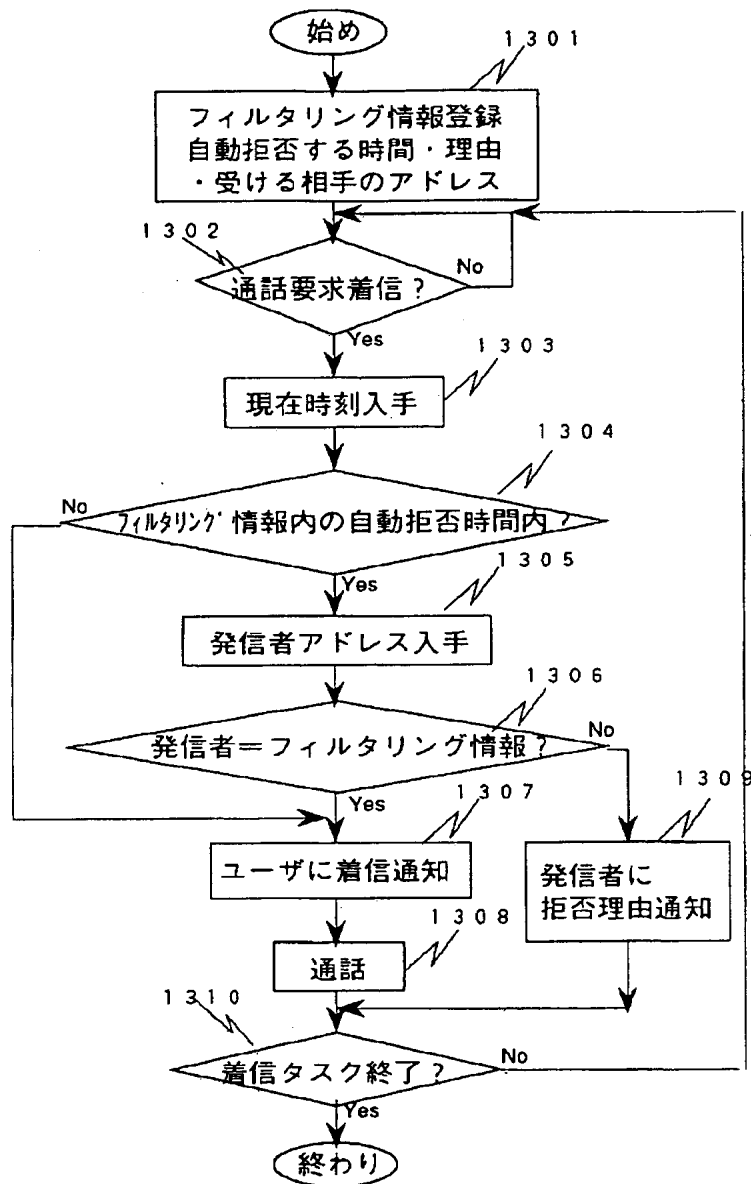 始め
1301
フィルタリング情報登録
自動拒否する時間・理由
・受ける相手のアドレス
1302
通話要求着信?
No
Yes
1303
現在時刻入手
1304
No
フィルタリング情報内の自動拒否時間内?
Yes
1305
発信者アドレス入手
1306
発信者=フィルタリング情報?
No
Yes
1307
1309
ユーザに着信通知
発信者に
拒否理由通知
1308
通話
1310
着信タスク終了?
No
Yes
終わり